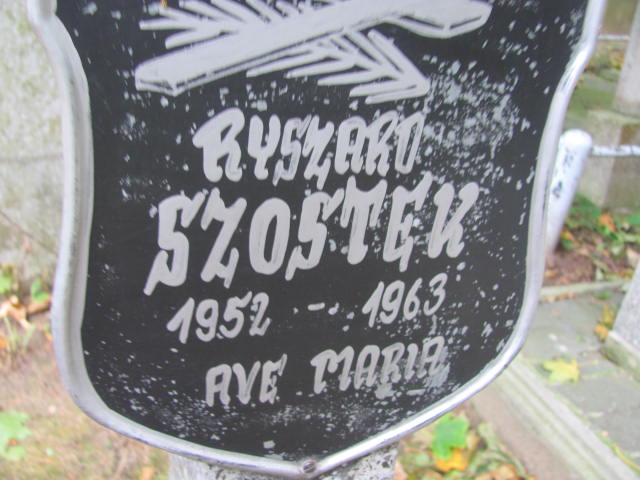 RYSZARD
SZOSTEK
1952 - 1963
AVE MARIA